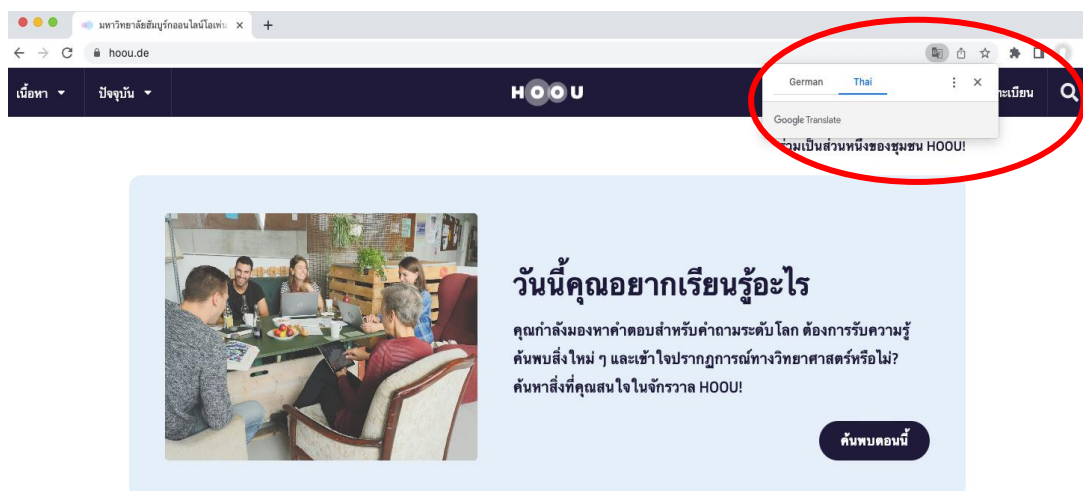 มหาวิทยาลัยฮัมบูร์กออนไลน์โอเพ่น
hoou.de
German Thai
Google Translate
เนื้อหา ปัจจุบัน HOOU
ร่วมเป็นส่วนหนึ่งของชุมชน HOOU!
วันนี้คุณอยากเรียนรู้อะไร
คุณกำลังมองหาคำตอบสำหรับคำถามระดับโลก ต้องการรับความรู้
ค้นพบสิ่งใหม่ ๆ และเข้าใจปรากฏการณ์ทางวิทยาศาสตร์หรือไม่?
ค้นหาสิ่งที่คุณสนใจในจักรวาล HOOU!
ค้นพบตอนนี้